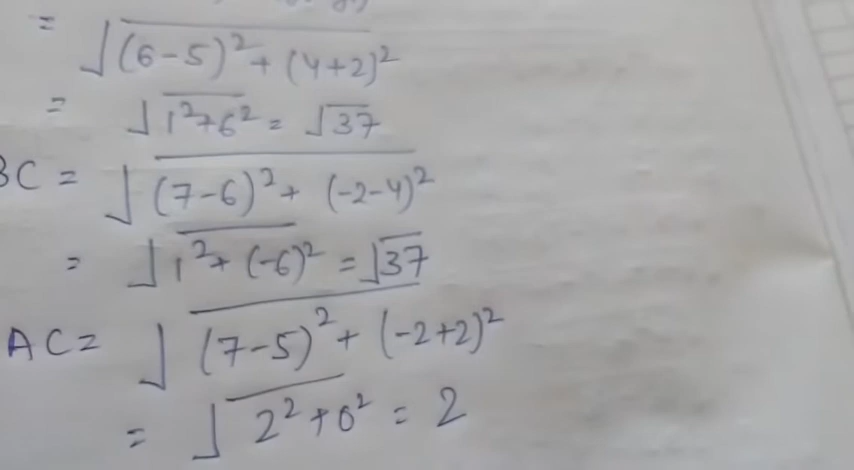 = √(6-5)² + (4+2)²
= √1²+6² = √37
BC = √(7-6)² + (-2-4)²
= √1²+(-6)² = √37
AC = √(7-5)² + (-2+2)²
= √2²+0² = 2